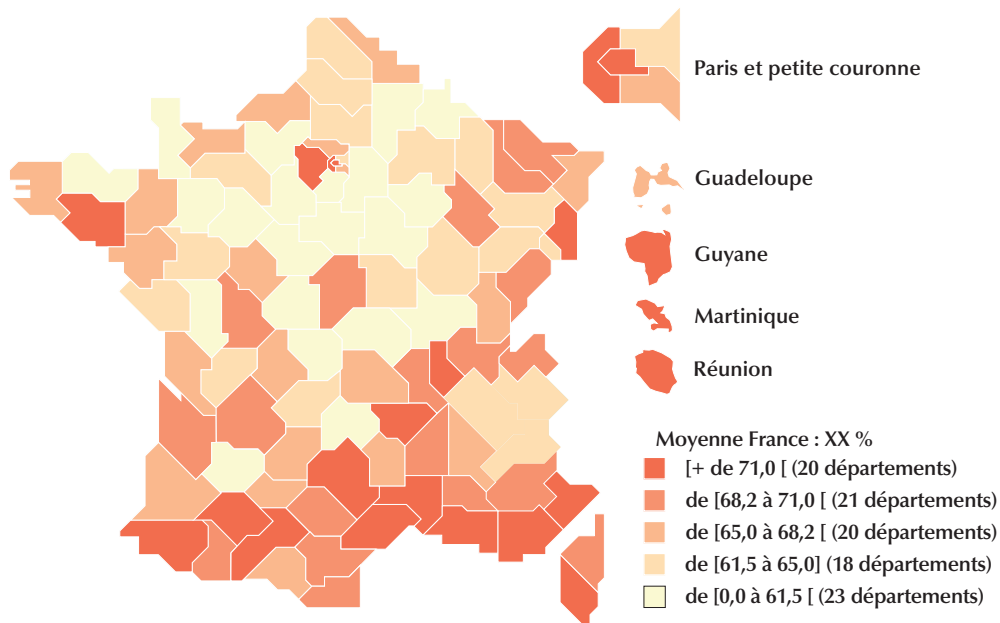 Paris et petite couronne
Guadeloupe
Guyane
Martinique
Réunion
Moyenne France : XX %
[+ de 71,0 [ (20 départements)
de [68,2 à 71,0 [ (21 départements)
de [65,0 à 68,2 [ (20 départements)
de [61,5 à 65,0] (18 départements)
de [0,0 à 61,5 [ (23 départements)